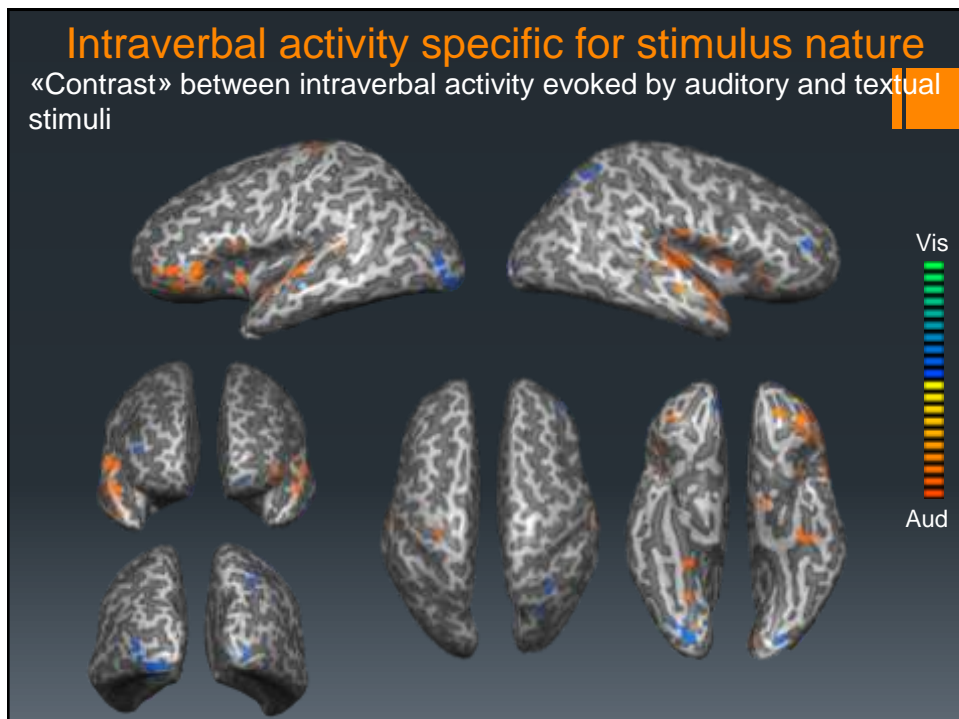 Intraverbal activity specific for stimulus nature
«Contrast» between intraverbal activity evoked by auditory and textual
stimuli
Vis
Aud